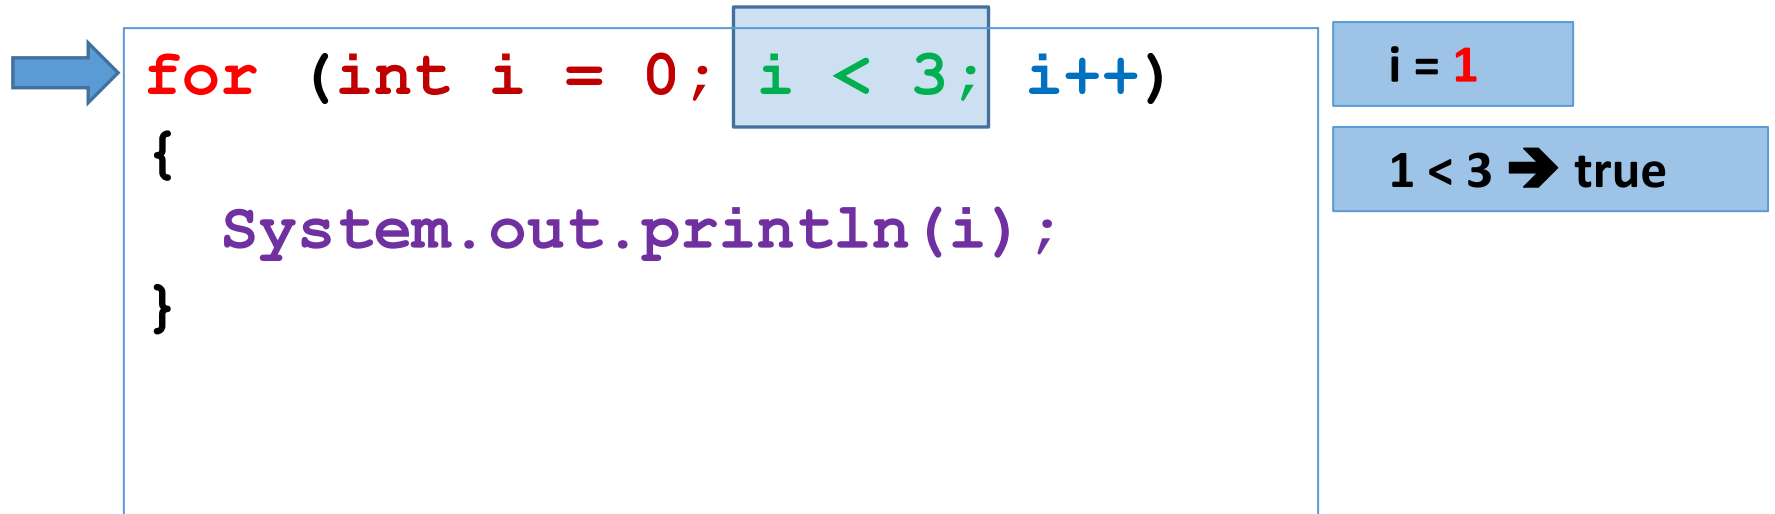 for (int i = 0; i < 3; i++)
{
System.out.println(i);
}
i = 1
1 < 3 ➔ true